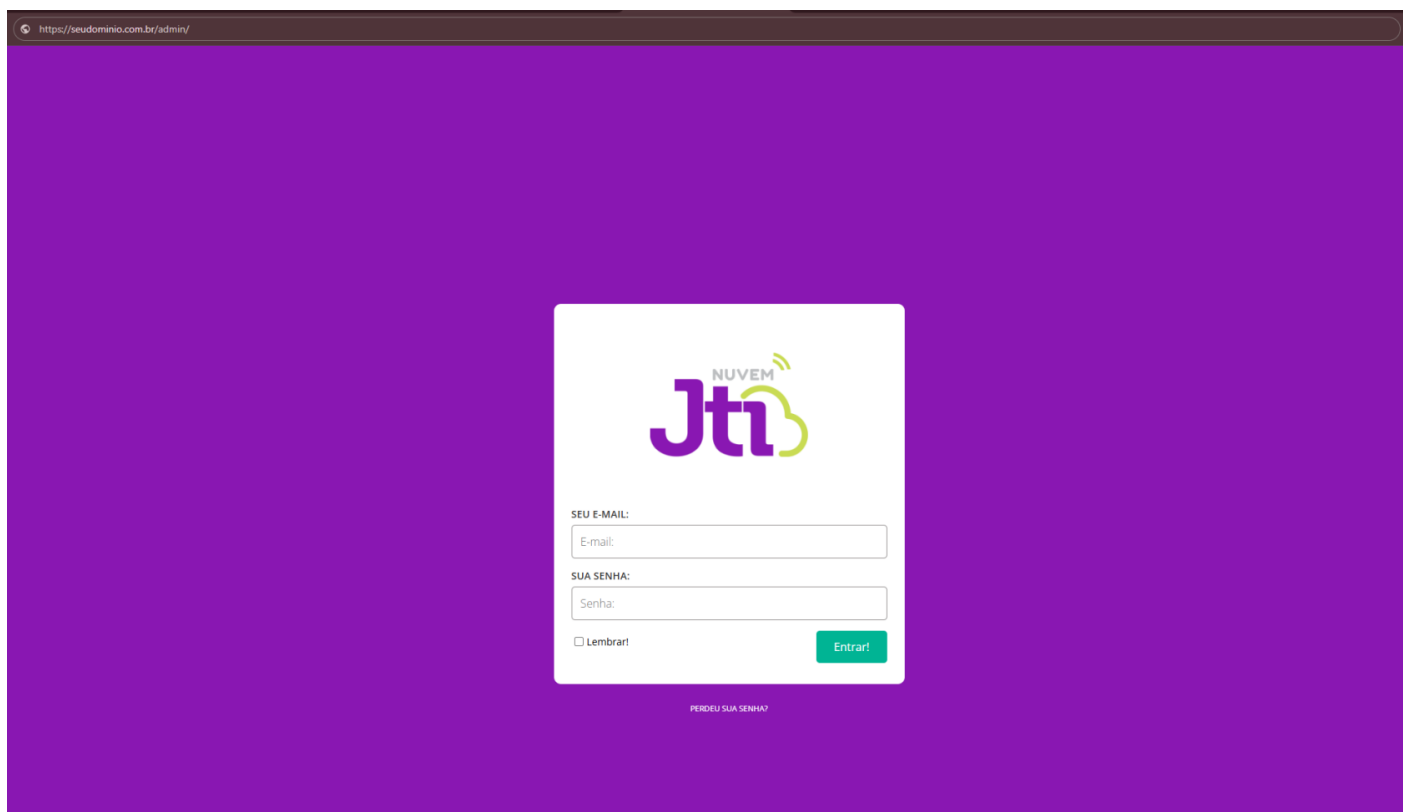 https://seudominio.com.br/admin/
NUVEM
Jti
SEU E-MAIL:
E-mail:
SUA SENHA:
Senha:
Lembrar!
Entrar!
PERDEU SUA SENHA?